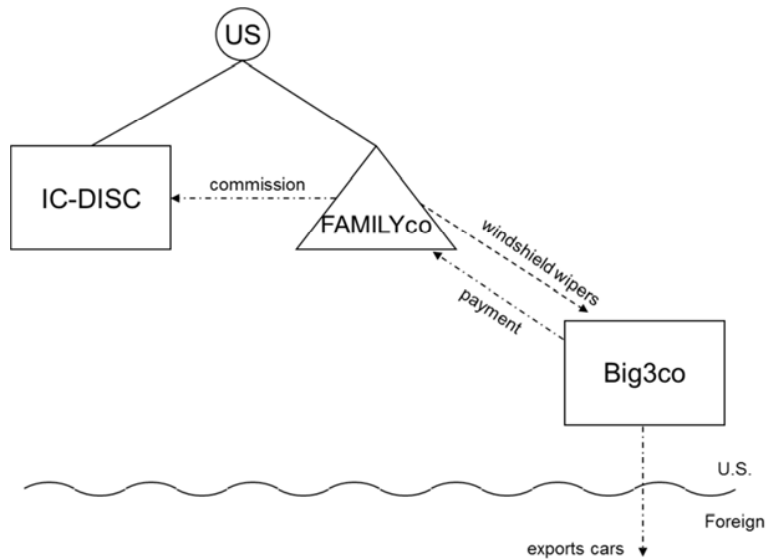 US
IC-DISC
commission
FAMILYco
windshield wipers
payment
Big3co
U.S.
Foreign
exports cars